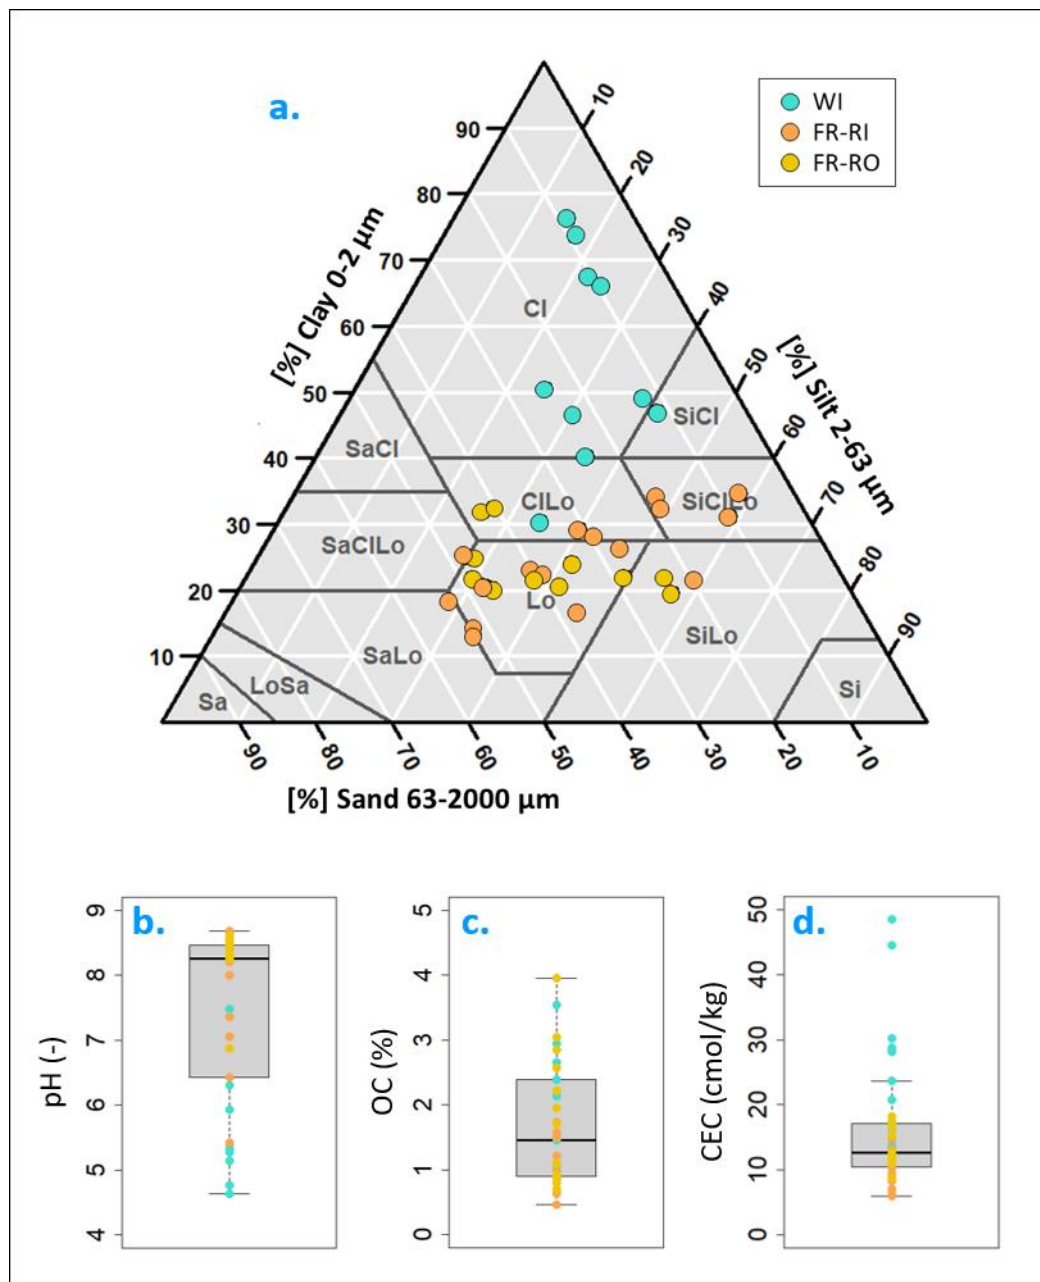 a.
WI
FR-RI
FR-RO
10
20
30
40
50
60
70
80
90
[%] Silt 2-63 µm
90
80
70
60
50
40
30
20
10
[%] Clay 0-2 µm
Cl
SiCl
SaCl
ClLo
SiClLo
SaClLo
Lo
SiLo
SaLo
LoSa
Sa
Si
90
80
70
60
50
40
30
20
10
[%] Sand 63-2000 µm
b.
9
8
7
6
5
4
pH (-)
c.
5
4
3
2
1
0
OC (%)
d.
50
40
30
20
10
0
CEC (cmol/kg)